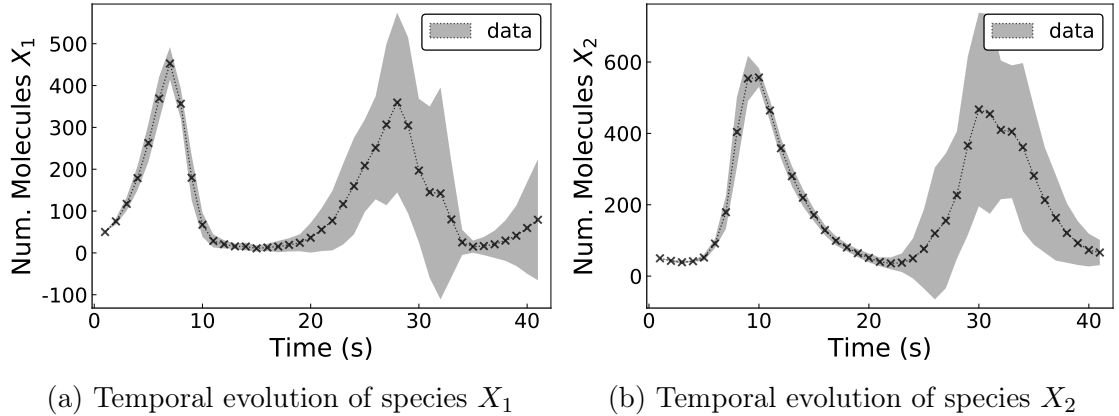 Num. Molecules X1
500
400
300
200
100
0
-100
data
0
10
20
30
40
Time (s)
(a) Temporal evolution of species X1
Num. Molecules X2
600
400
200
0
data
0
10
20
30
40
Time (s)
(b) Temporal evolution of species X2